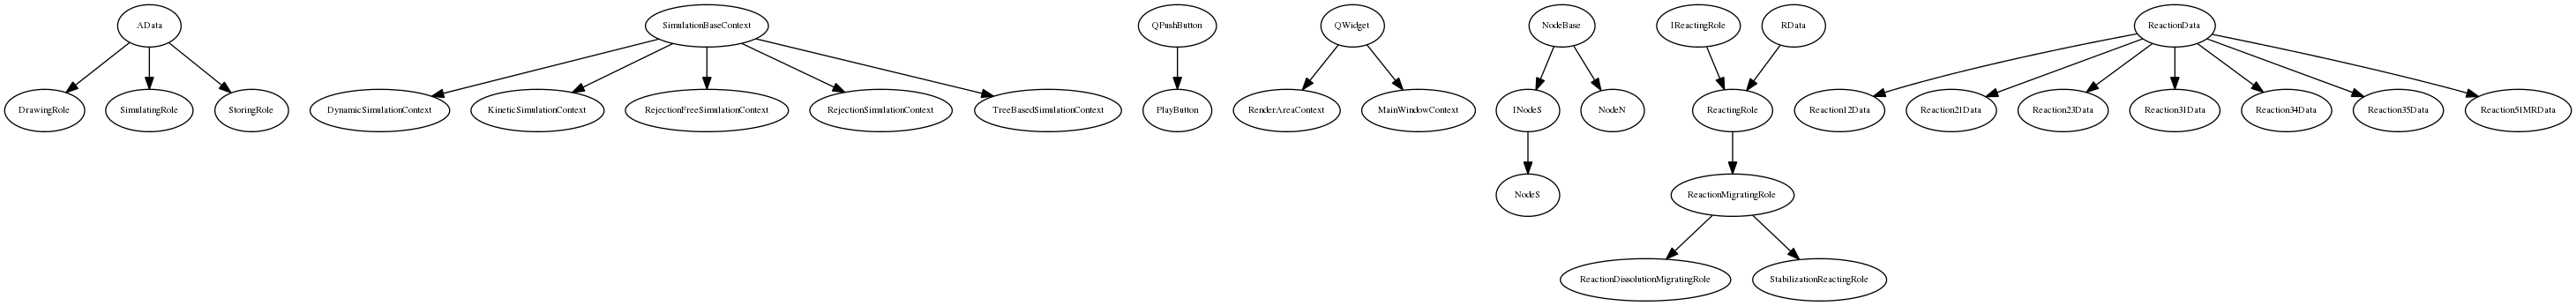 AData
SimulationBaseContext
QPushButton
QWidget
NodeBase
IReactingRole
RData
ReactionData
DrawingRole
SimulatingRole
StoringRole
DynamicSimulationContext
KineticSimulationContext
RejectionFreeSimulationContext
RejectionSimulationContext
TreeBasedSimulationContext
PlayButton
RenderAreaContext
MainWindowContext
INodeS
NodeN
ReactingRole
Reaction12Data
Reaction21Data
Reaction23Data
Reaction31Data
Reaction34Data
Reaction35Data
Reaction51MRData
NodeS
ReactionMigratingRole
ReactionDissolutionMigratingRole
StabilizationReactingRole